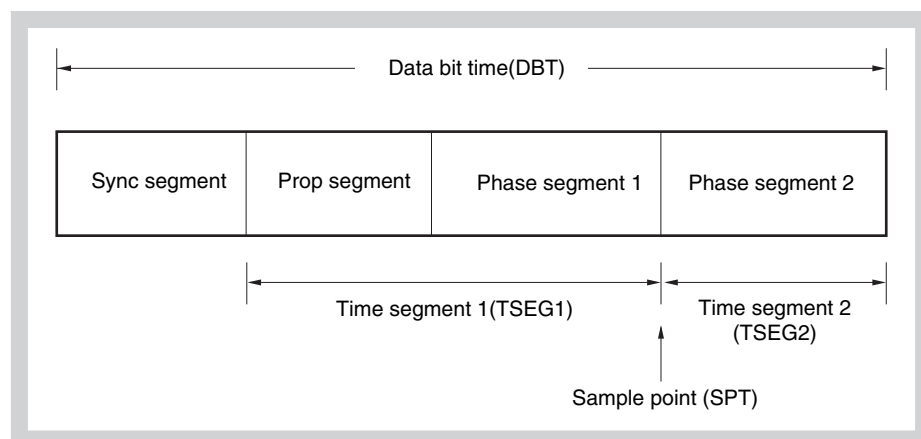 Data bit time(DBT)
Sync segment
Prop segment
Phase segment 1
Phase segment 2
Time segment 1(TSEG1)
Time segment 2
(TSEG2)
Sample point (SPT)